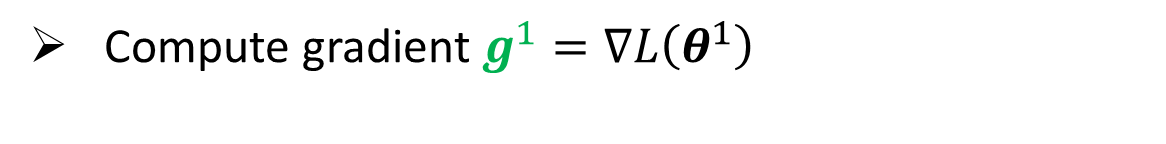 ➢ Compute gradient 𝒈¹ = ∇𝐿(𝜽¹)